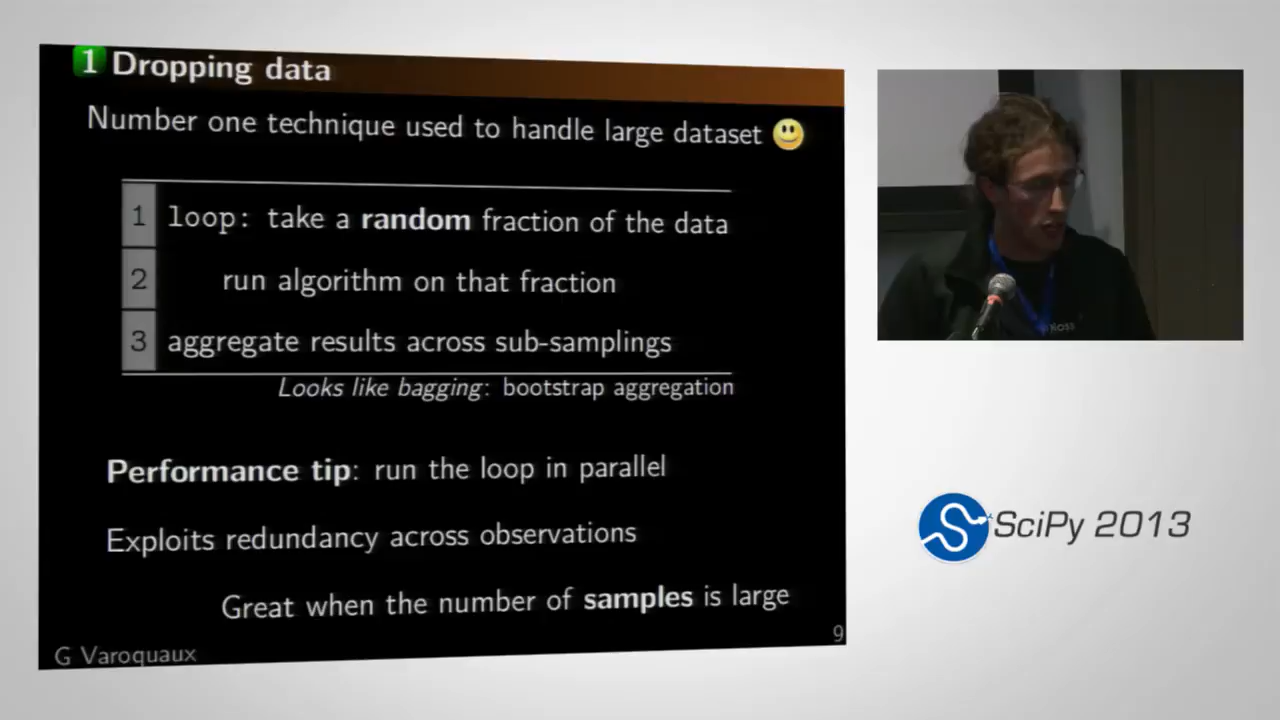 1 Dropping data
Number one technique used to handle large dataset
1 loop: take a random fraction of the data
2 run algorithm on that fraction
3 aggregate results across sub-samplings
Looks like bagging: bootstrap aggregation
Performance tip: run the loop in parallel
Exploits redundancy across observations
Great when the number of samples is large
9
G Varoquaux
SciPy 2013